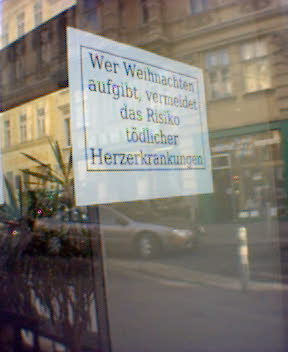 Wer Weihnachten
aufgibt, vermeidet
das Risiko
tödlicher
Herzerkrankungen